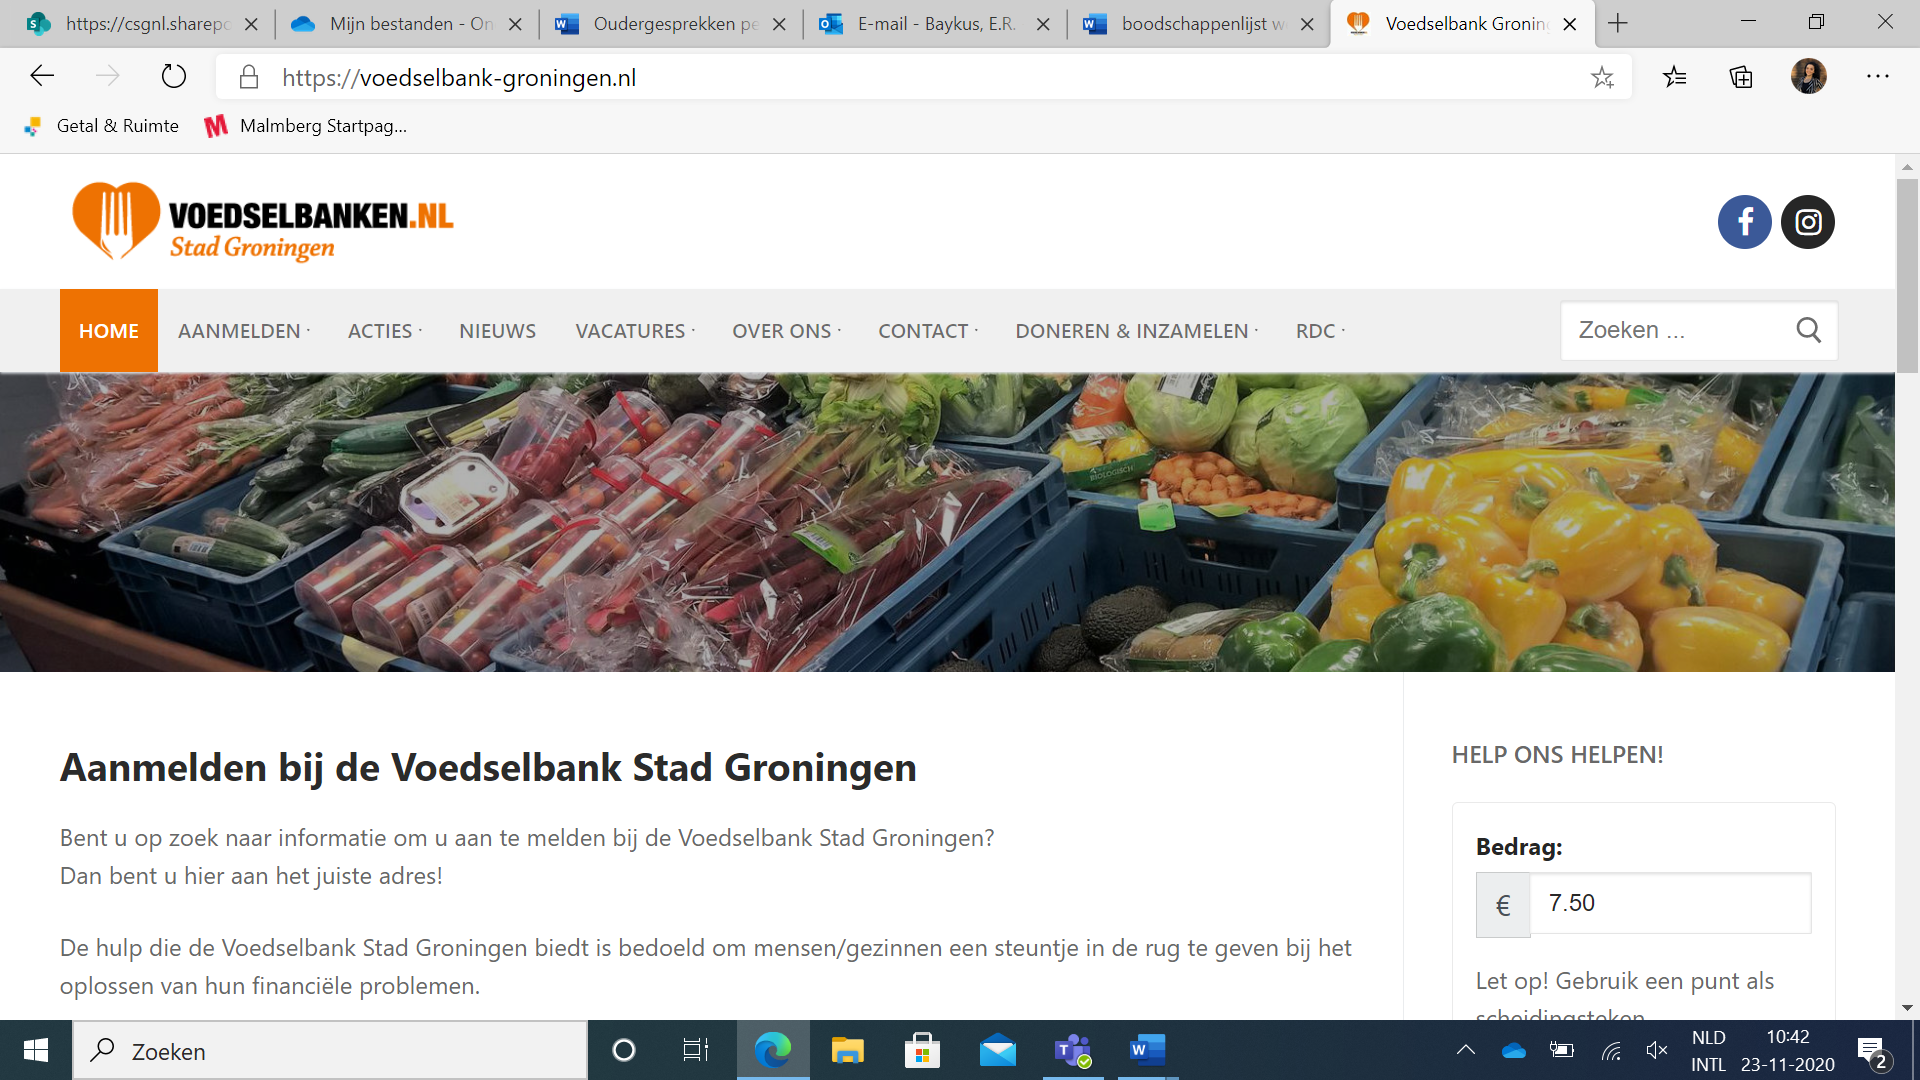 https://csgnl.sharepo
Mijn bestanden - On
Oudergesprekken pe
E-mail - Baykus, E.R.
boodschappenlijst w
Voedselbank Groning
https://voedselbank-groningen.nl
Getal & Ruimte
Malmberg Startpag...
VOEDSELBANKEN.NL
Stad Groningen
HOME
AANMELDEN
ACTIES
NIEUWS
VACATURES
OVER ONS
CONTACT
DONEREN & INZAMELEN
RDC
Zoeken ...
BIOLOGISCH
Aanmelden bij de Voedselbank Stad Groningen
Bent u op zoek naar informatie om u aan te melden bij de Voedselbank Stad Groningen?
Dan bent u hier aan het juiste adres!
De hulp die de Voedselbank Stad Groningen biedt is bedoeld om mensen/gezinnen een steuntje in de rug te geven bij het
oplossen van hun financiële problemen.
HELP ONS HELPEN!
Bedrag:
€ 7.50
Let op! Gebruik een punt als
scheidingsteken
Zoeken
NLD
INTL
10:42
23-11-2020
2